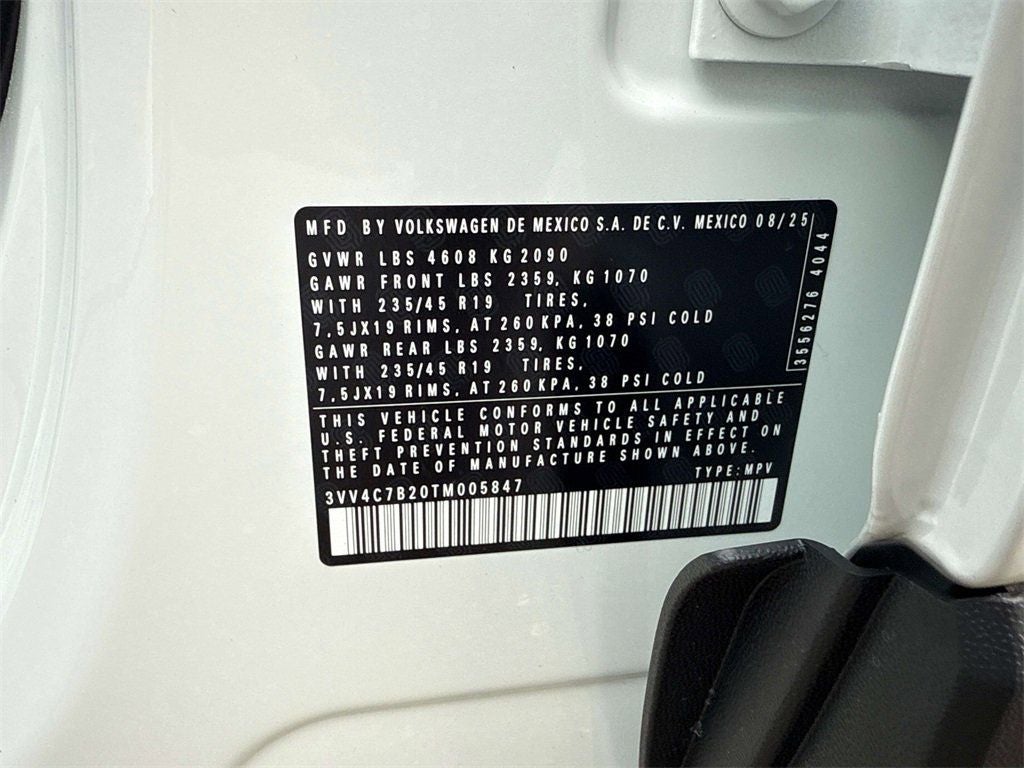 MFD BY VOLKSWAGEN DE MEXICO S.A. DE C.V. MEXICO 08/25
GVWR LBS 4608 KG 2090
GAWR FRONT LBS 2359, KG 1070
WITH 235/45 R19 TIRES,
7,5JX19 RIMS, AT 260 KPA, 38 PSI COLD
GAWR REAR LBS 2359, KG 1070
WITH 235/45 R19 TIRES,
7,5JX19 RIMS, AT 260 KPA, 38 PSI COLD
3556276 4044
THIS VEHICLE CONFORMS TO ALL APPLICABLE
U.S. FEDERAL MOTOR VEHICLE SAFETY AND
THEFT PREVENTION STANDARDS IN EFFECT ON
THE DATE OF MANUFACTURE SHOWN ABOVE.
TYPE: MPV
3VV4C7B20TM005847